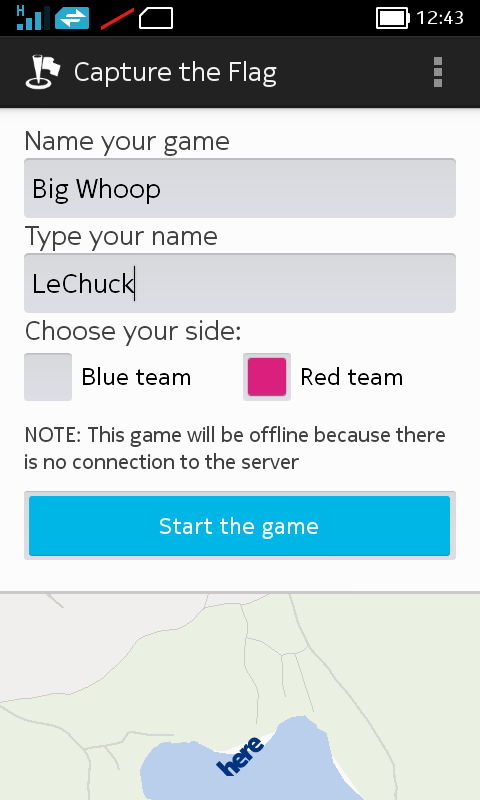 H
12:43
Capture the Flag
Name your game
Big Whoop
Type your name
LeChuck
Choose your side:
Blue team
Red team
NOTE: This game will be offline because there
is no connection to the server
Start the game
here